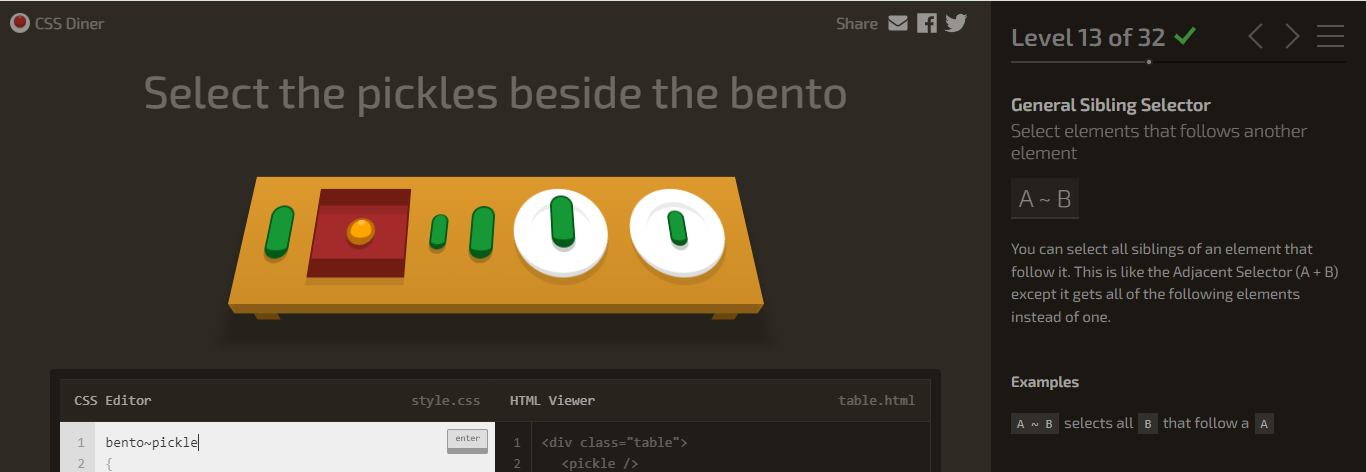 CSS Diner
Share
Select the pickles beside the bento
CSS Editor
style.css
HTML Viewer
table.html
1
bento~pickle
enter
2
{
1
<div class="table">
2
<pickle />
Level 13 of 32
General Sibling Selector
Select elements that follows another
element
A ~ B
You can select all siblings of an element that
follow it. This is like the Adjacent Selector (A + B)
except it gets all of the following elements
instead of one.
Examples
A ~ B selects all B that follow a A